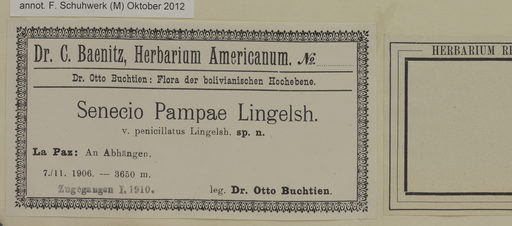 annot. F. Schuhwerk (M) Oktober 2012
Dr. C. Baenitz, Herbarium Americanum. No.
Dr. Otto Buchtien: Flora der bolivianischen Hochebene.
Senecio Pampae Lingelsh.
v. penicillatus Lingelsh. sp. n.
La Paz: An Abhängen.
7./11. 1906. — 3650 m.
Zugegangen I. 1910. leg. Dr. Otto Buchtien.
HERBARIUM